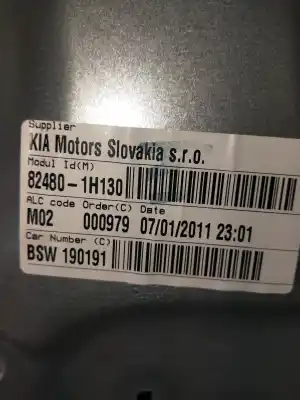 Supplier
KIA Motors Slovakia s.r.o.
Modul Id(M)
82480-1H130
ALC code Order(C) Date
M02 000979 07/01/2011 23:01
Car Number (C)
BSW 190191